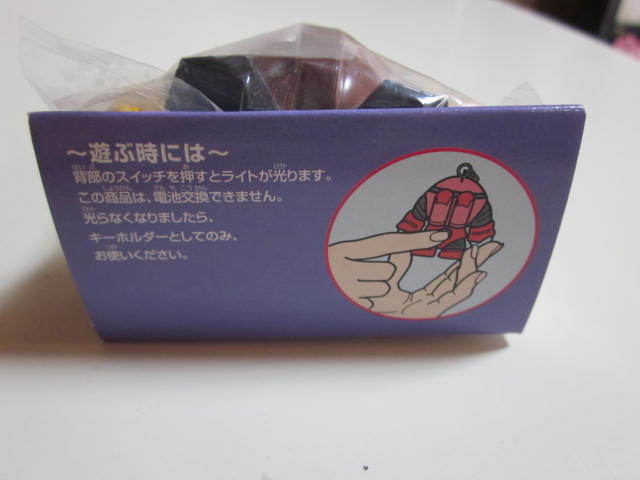 ～遊ぶ時には～
背部のスイッチを押すとライトが光ります。
この商品は、電池交換できません。
光らなくなりましたら、
キーホルダーとしてのみ、
お使いください。